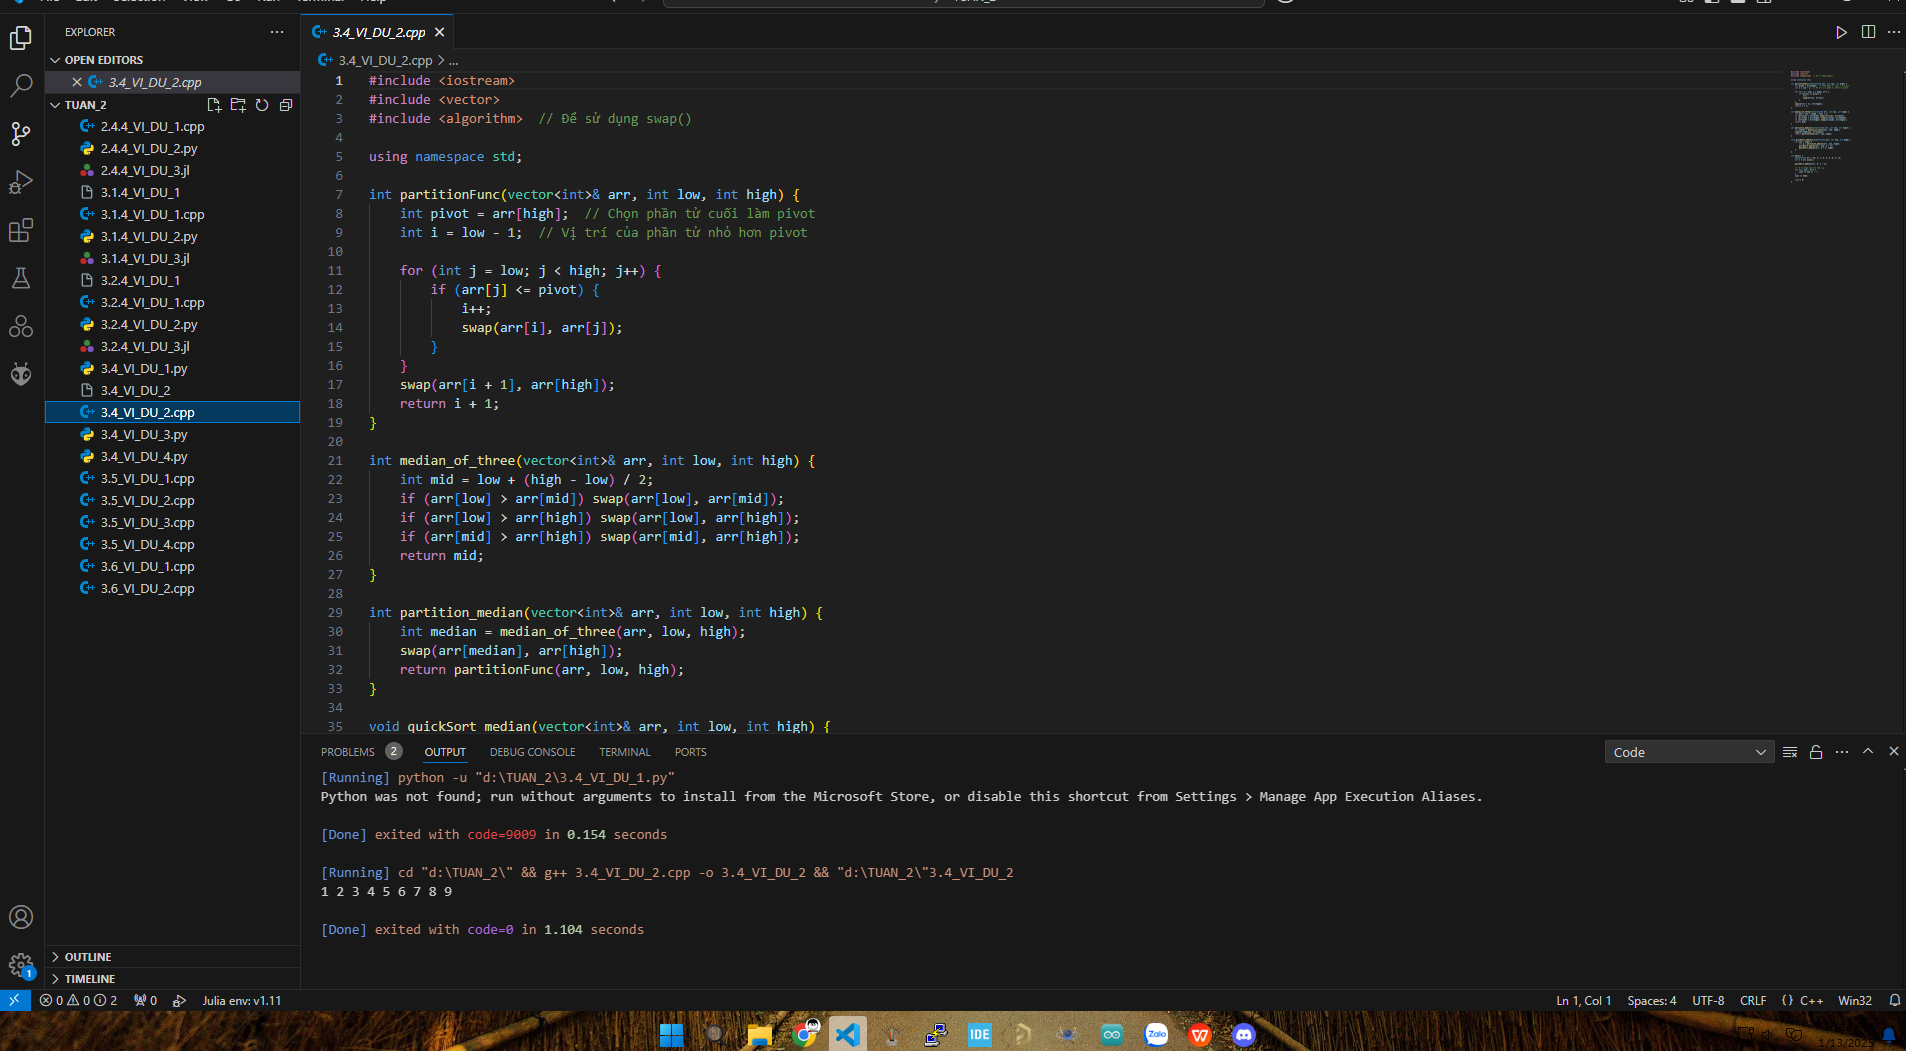 3.4_VI_DU_2.cpp
EXPLORER
OPEN EDITORS
3.4_VI_DU_2.cpp
TUAN_2
2.4.4_VI_DU_1.cpp
2.4.4_VI_DU_2.py
2.4.4_VI_DU_3.jl
3.1.4_VI_DU_1
3.1.4_VI_DU_1.cpp
3.1.4_VI_DU_2.py
3.1.4_VI_DU_3.jl
3.2.4_VI_DU_1
3.2.4_VI_DU_1.cpp
3.2.4_VI_DU_2.py
3.2.4_VI_DU_3.jl
3.4_VI_DU_1.py
3.4_VI_DU_2
3.4_VI_DU_2.cpp
3.4_VI_DU_3.py
3.4_VI_DU_4.py
3.5_VI_DU_1.cpp
3.5_VI_DU_2.cpp
3.5_VI_DU_3.cpp
3.5_VI_DU_4.cpp
3.6_VI_DU_1.cpp
3.6_VI_DU_2.cpp
OUTLINE
TIMELINE
3.4_VI_DU_2.cpp > ...
1 #include <iostream>
2 #include <vector>
3 #include <algorithm>  // Để sử dụng swap()
4
5 using namespace std;
6
7 int partitionFunc(vector<int>& arr, int low, int high) {
8     int pivot = arr[high];  // Chọn phần tử cuối làm pivot
9     int i = low - 1;  // Vị trí của phần tử nhỏ hơn pivot
10
11     for (int j = low; j < high; j++) {
12         if (arr[j] <= pivot) {
13             i++;
14             swap(arr[i], arr[j]);
15         }
16     }
17     swap(arr[i + 1], arr[high]);
18     return i + 1;
19 }
20
21 int median_of_three(vector<int>& arr, int low, int high) {
22     int mid = low + (high - low) / 2;
23     if (arr[low] > arr[mid]) swap(arr[low], arr[mid]);
24     if (arr[low] > arr[high]) swap(arr[low], arr[high]);
25     if (arr[mid] > arr[high]) swap(arr[mid], arr[high]);
26     return mid;
27 }
28
29 int partition_median(vector<int>& arr, int low, int high) {
30     int median = median_of_three(arr, low, high);
31     swap(arr[median], arr[high]);
32     return partitionFunc(arr, low, high);
33 }
34
35 void quickSort_median(vector<int>& arr, int low, int high) {
PROBLEMS 2 OUTPUT DEBUG CONSOLE TERMINAL PORTS
Code
[Running] python -u "d:\TUAN_2\3.4_VI_DU_1.py"
Python was not found; run without arguments to install from the Microsoft Store, or disable this shortcut from Settings > Manage App Execution Aliases.
[Done] exited with code=9009 in 0.154 seconds
[Running] cd "d:\TUAN_2\" && g++ 3.4_VI_DU_2.cpp -o 3.4_VI_DU_2 && "d:\TUAN_2\"3.4_VI_DU_2
1 2 3 4 5 6 7 8 9
[Done] exited with code=0 in 1.104 seconds
1
0 0 2 0 Julia env: v1.11
Ln 1, Col 1 Spaces: 4 UTF-8 CRLF {} C++ Win32
IDE
Zalo